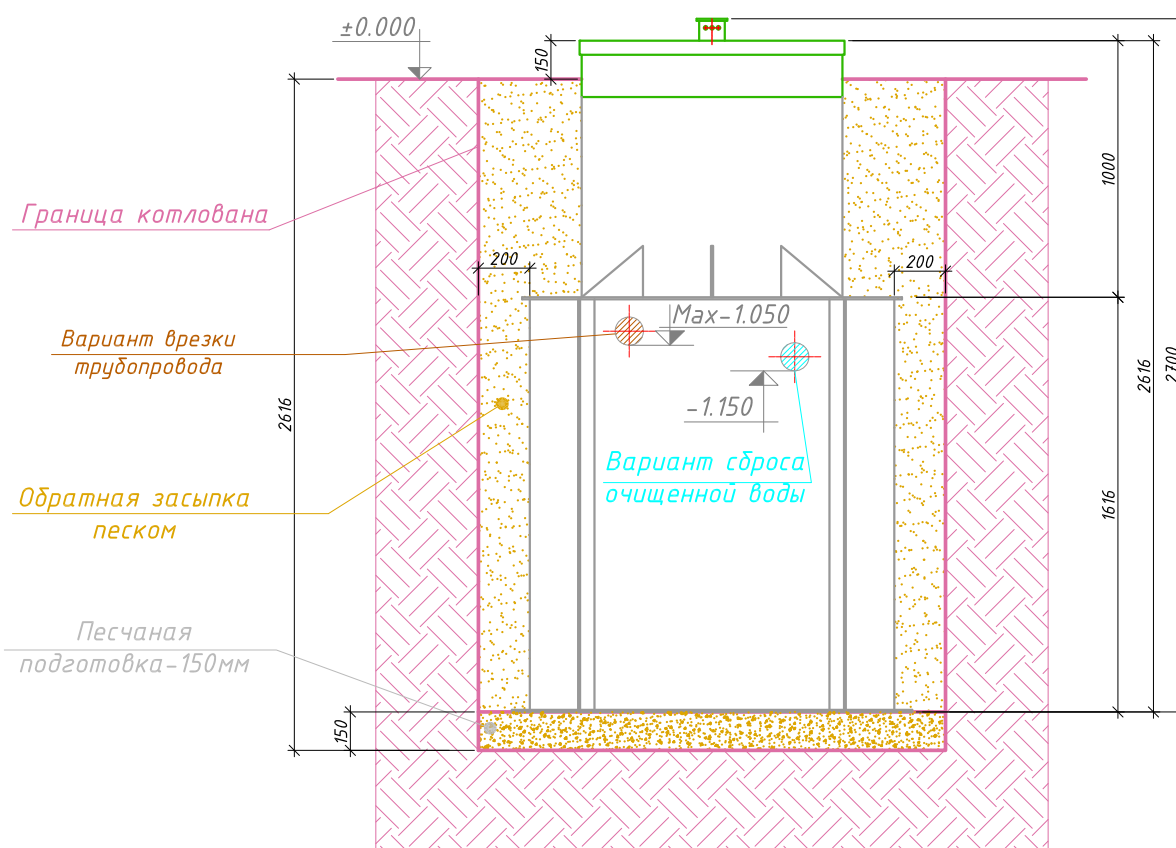 ±0.000
150
1000
Граница котлована
200
200
Max-1.050
Вариант врезки
трубопровода
2616
2616
2700
-1.150
Вариант сброса
очищенной воды
Обратная засыпка
песком
1616
Песчаная
подготовка-150мм
150